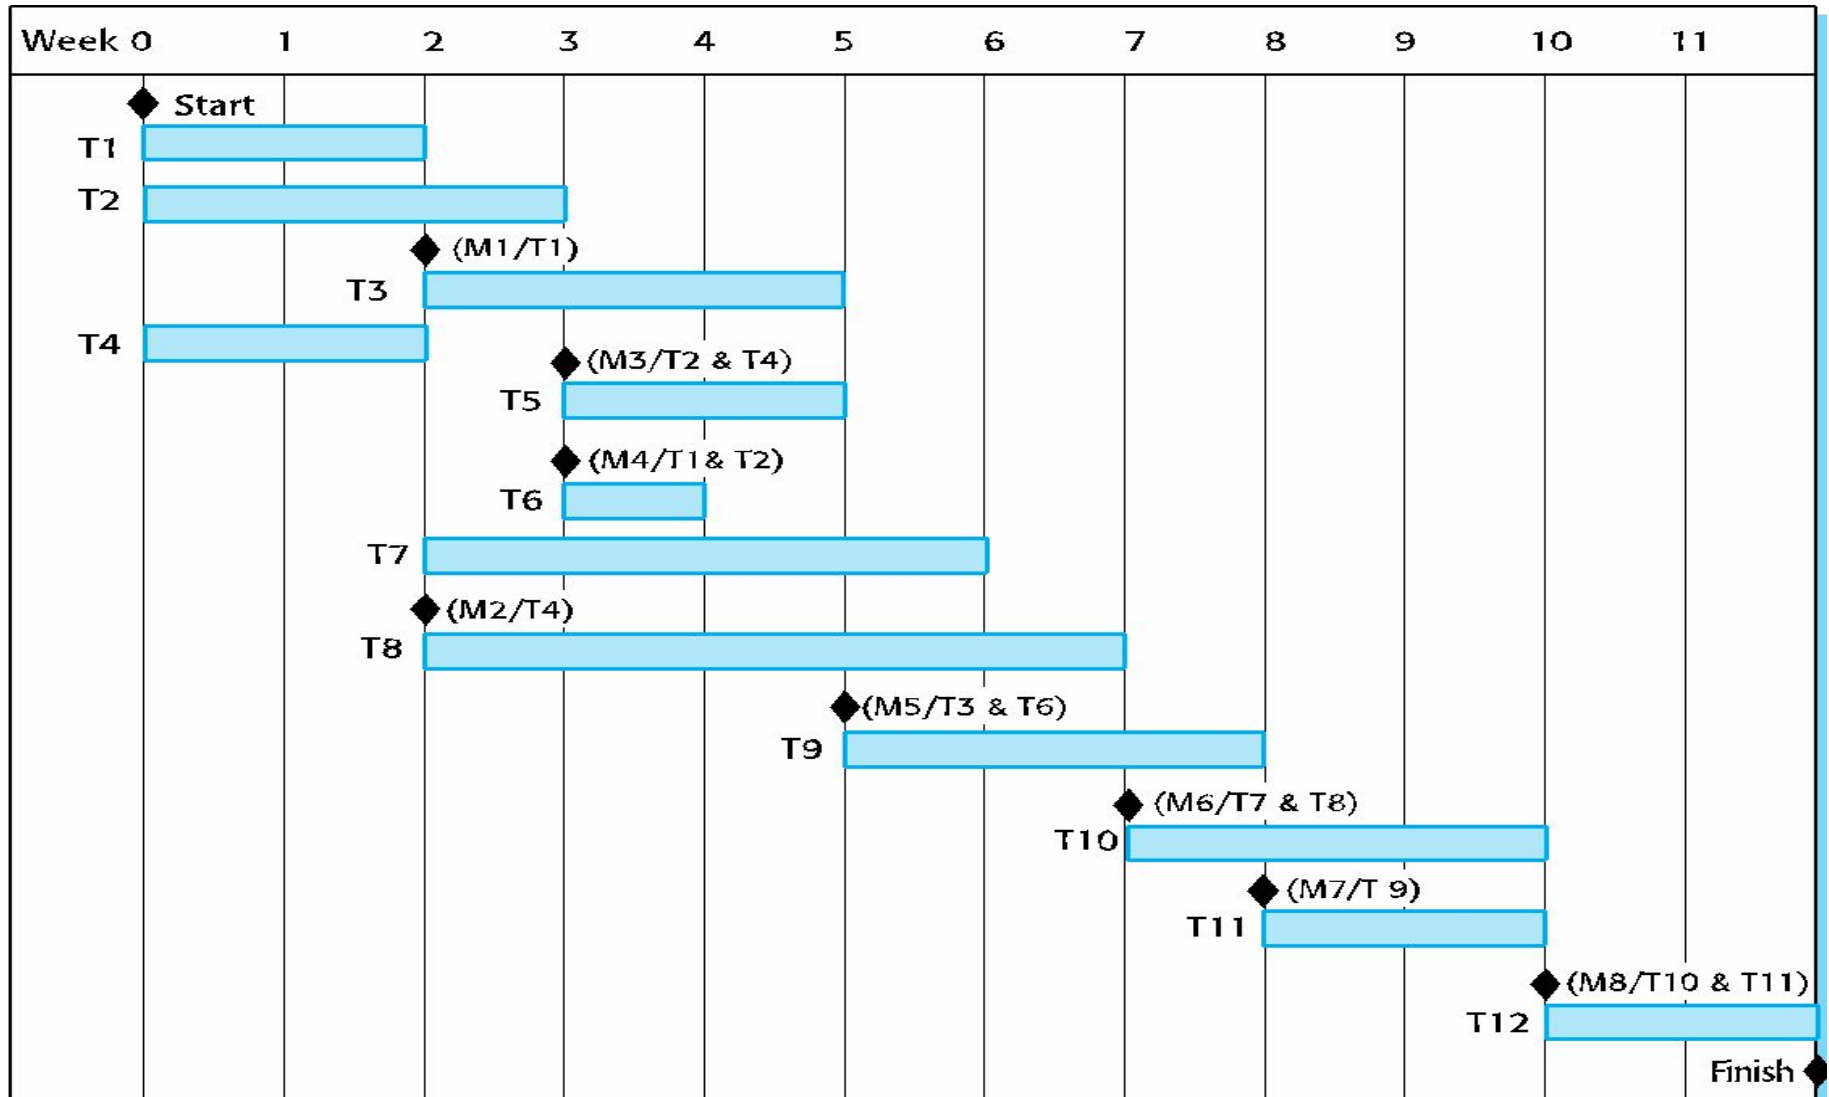 Week 0 1 2 3 4 5 6 7 8 9 10 11
Start
T1
T2
(M1/T1)
T3
T4
(M3/T2 & T4)
T5
(M4/T1& T2)
T6
T7
(M2/T4)
T8
(M5/T3 & T6)
T9
(M6/T7 & T8)
T10
(M7/T 9)
T11
(M8/T10 & T11)
T12
Finish